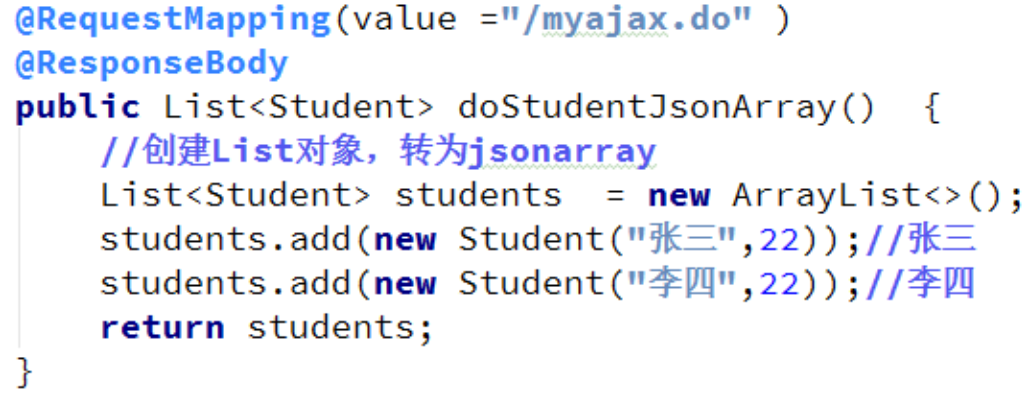 @RequestMapping(value ="/myajax.do" )
@ResponseBody
public List<Student> doStudentJsonArray()  {
    //创建List对象，转为jsonarray
    List<Student> students  = new ArrayList<>();
    students.add(new Student("张三",22));//张三
    students.add(new Student("李四",22));//李四
    return students;
}